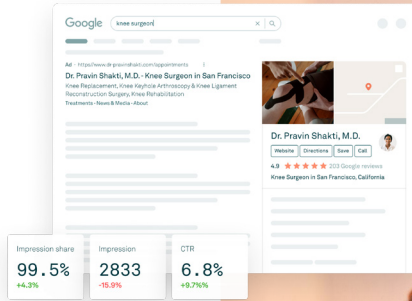 Google
knee surgeon
Ad · https://www.dr-pravinshakti.com/appointments
Dr. Pravin Shakti, M.D. - Knee Surgeon in San Francisco
Knee Replacement, Knee Keyhole Arthroscopy & Knee Ligament
Reconstruction Surgery, Knee Rehabilitation
Treatments - News & Media - About
Dr. Pravin Shakti, M.D.
Website
Directions
Save
Call
4.9 ★★★★★ 203 Google reviews
Knee Surgeon in San Francisco, California
Impression share
99.5%
+4.3%
Impression
2833
-15.9%
CTR
6.8%
+9.7%%